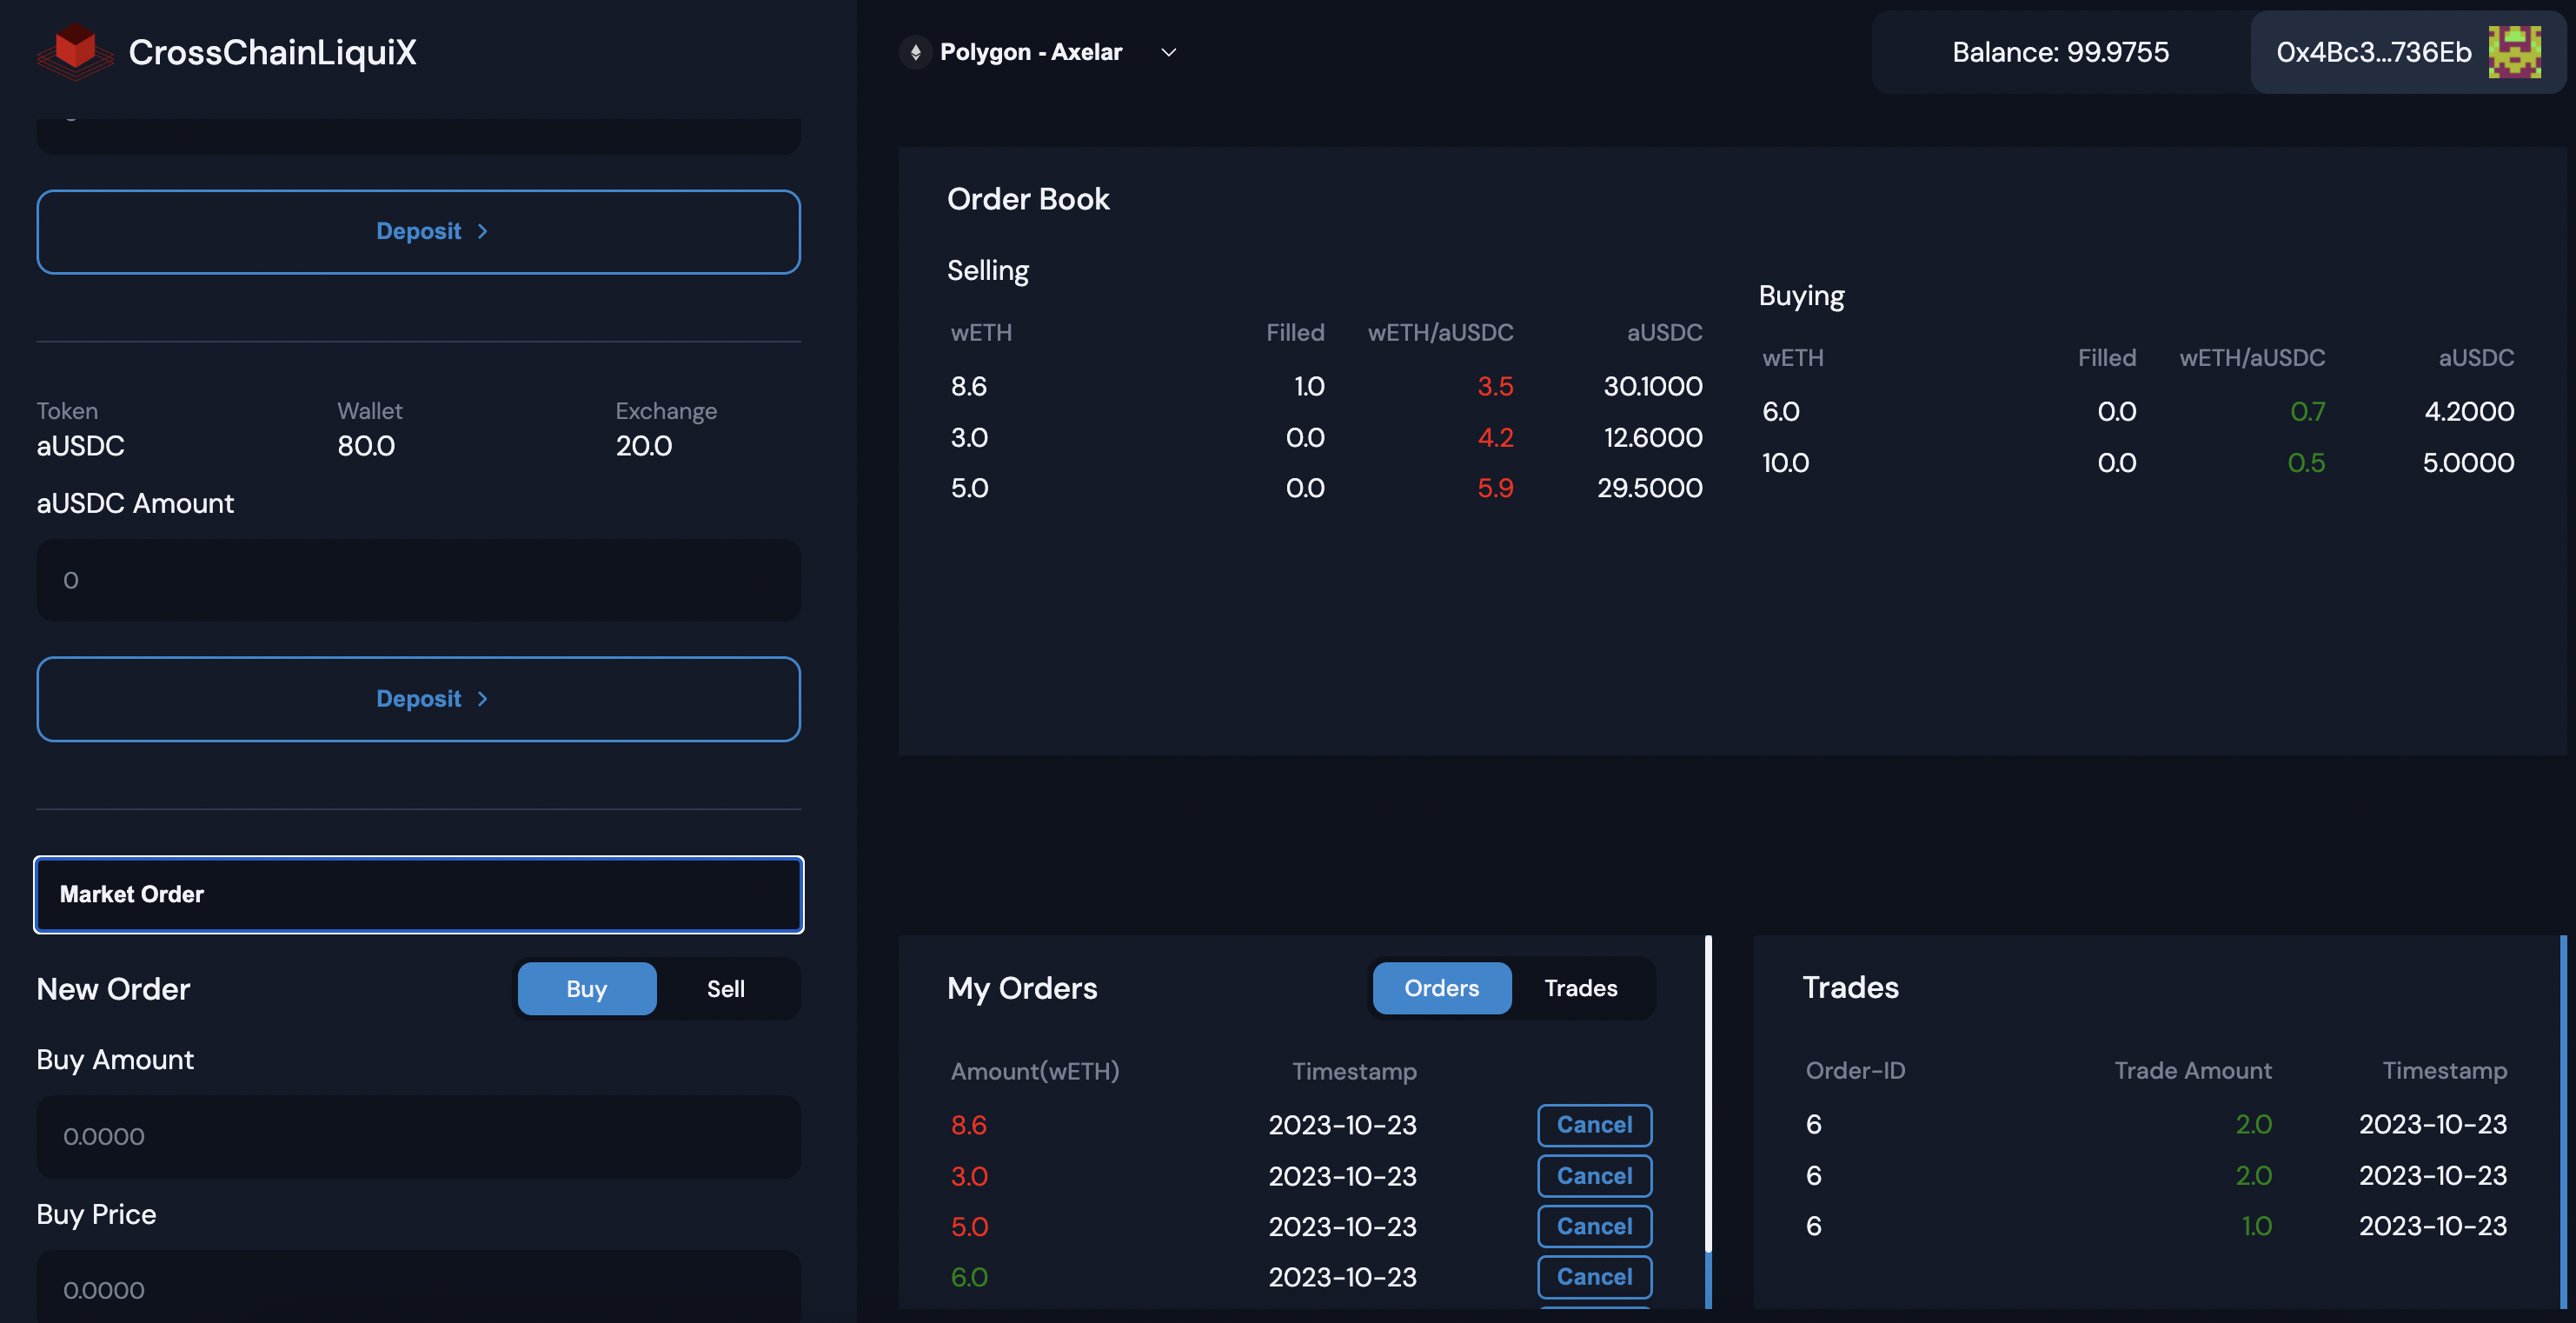 CrossChainLiquiX
Polygon - Axelar
Balance: 99.9755
0x4Bc3...736Eb
Deposit
Token Wallet Exchange
aUSDC 80.0 20.0
aUSDC Amount
0
Deposit
Market Order
New Order Buy Sell
Buy Amount
0.0000
Buy Price
0.0000
Order Book
Selling
wETH Filled wETH/aUSDC aUSDC
8.6 1.0 3.5 30.1000
3.0 0.0 4.2 12.6000
5.0 0.0 5.9 29.5000
Buying
wETH Filled wETH/aUSDC aUSDC
6.0 0.0 0.7 4.2000
10.0 0.0 0.5 5.0000
My Orders Orders Trades
Amount(wETH) Timestamp
8.6 2023-10-23 Cancel
3.0 2023-10-23 Cancel
5.0 2023-10-23 Cancel
6.0 2023-10-23 Cancel
Trades
Order-ID Trade Amount Timestamp
6 2.0 2023-10-23
6 2.0 2023-10-23
6 1.0 2023-10-23